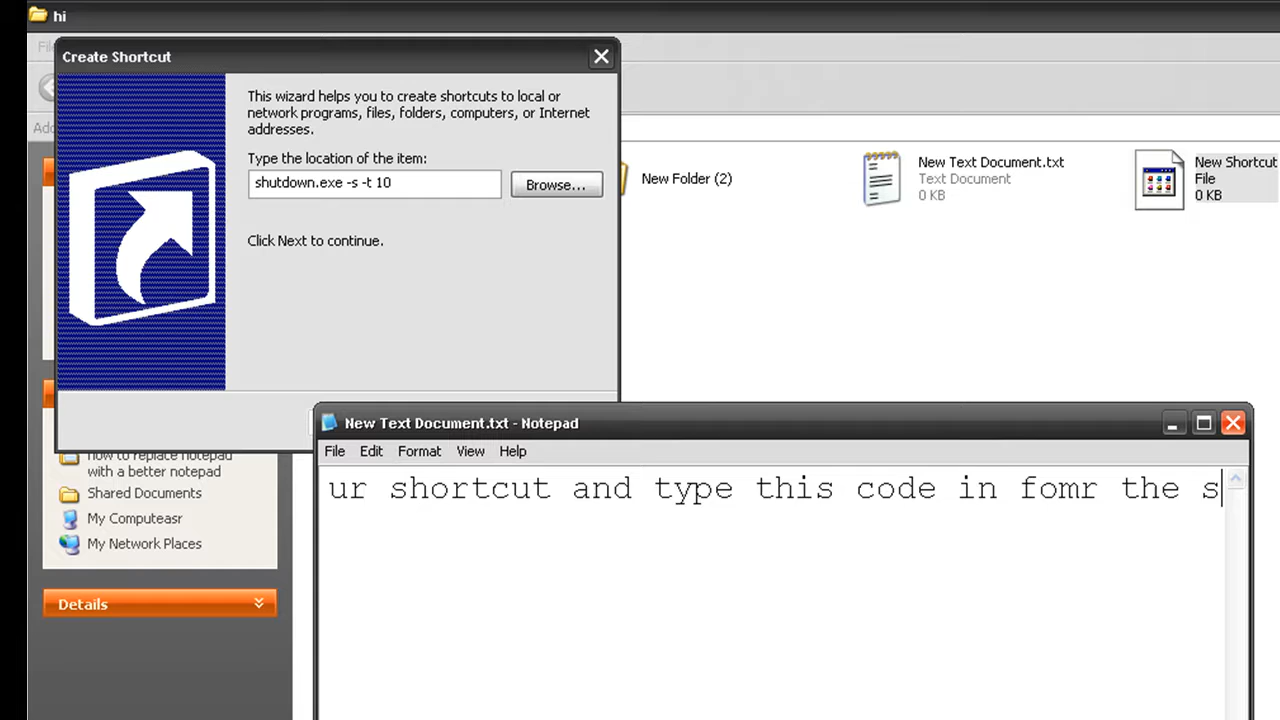 hi
Create Shortcut
This wizard helps you to create shortcuts to local or
network programs, files, folders, computers, or Internet
addresses.
Type the location of the item:
shutdown.exe -s -t 10
Browse...
Click Next to continue.
New Folder (2)
New Text Document.txt
Text Document
0 KB
New Shortcut
File
0 KB
New Text Document.txt - Notepad
File Edit Format View Help
ur shortcut and type this code in fomr the s
how to replace notepad
with a better notepad
Shared Documents
My Computeasr
My Network Places
Details